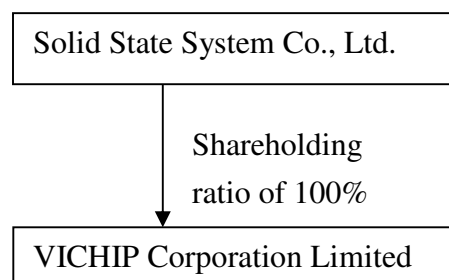 Solid State System Co., Ltd.
Shareholding
ratio of 100%
VICHIP Corporation Limited